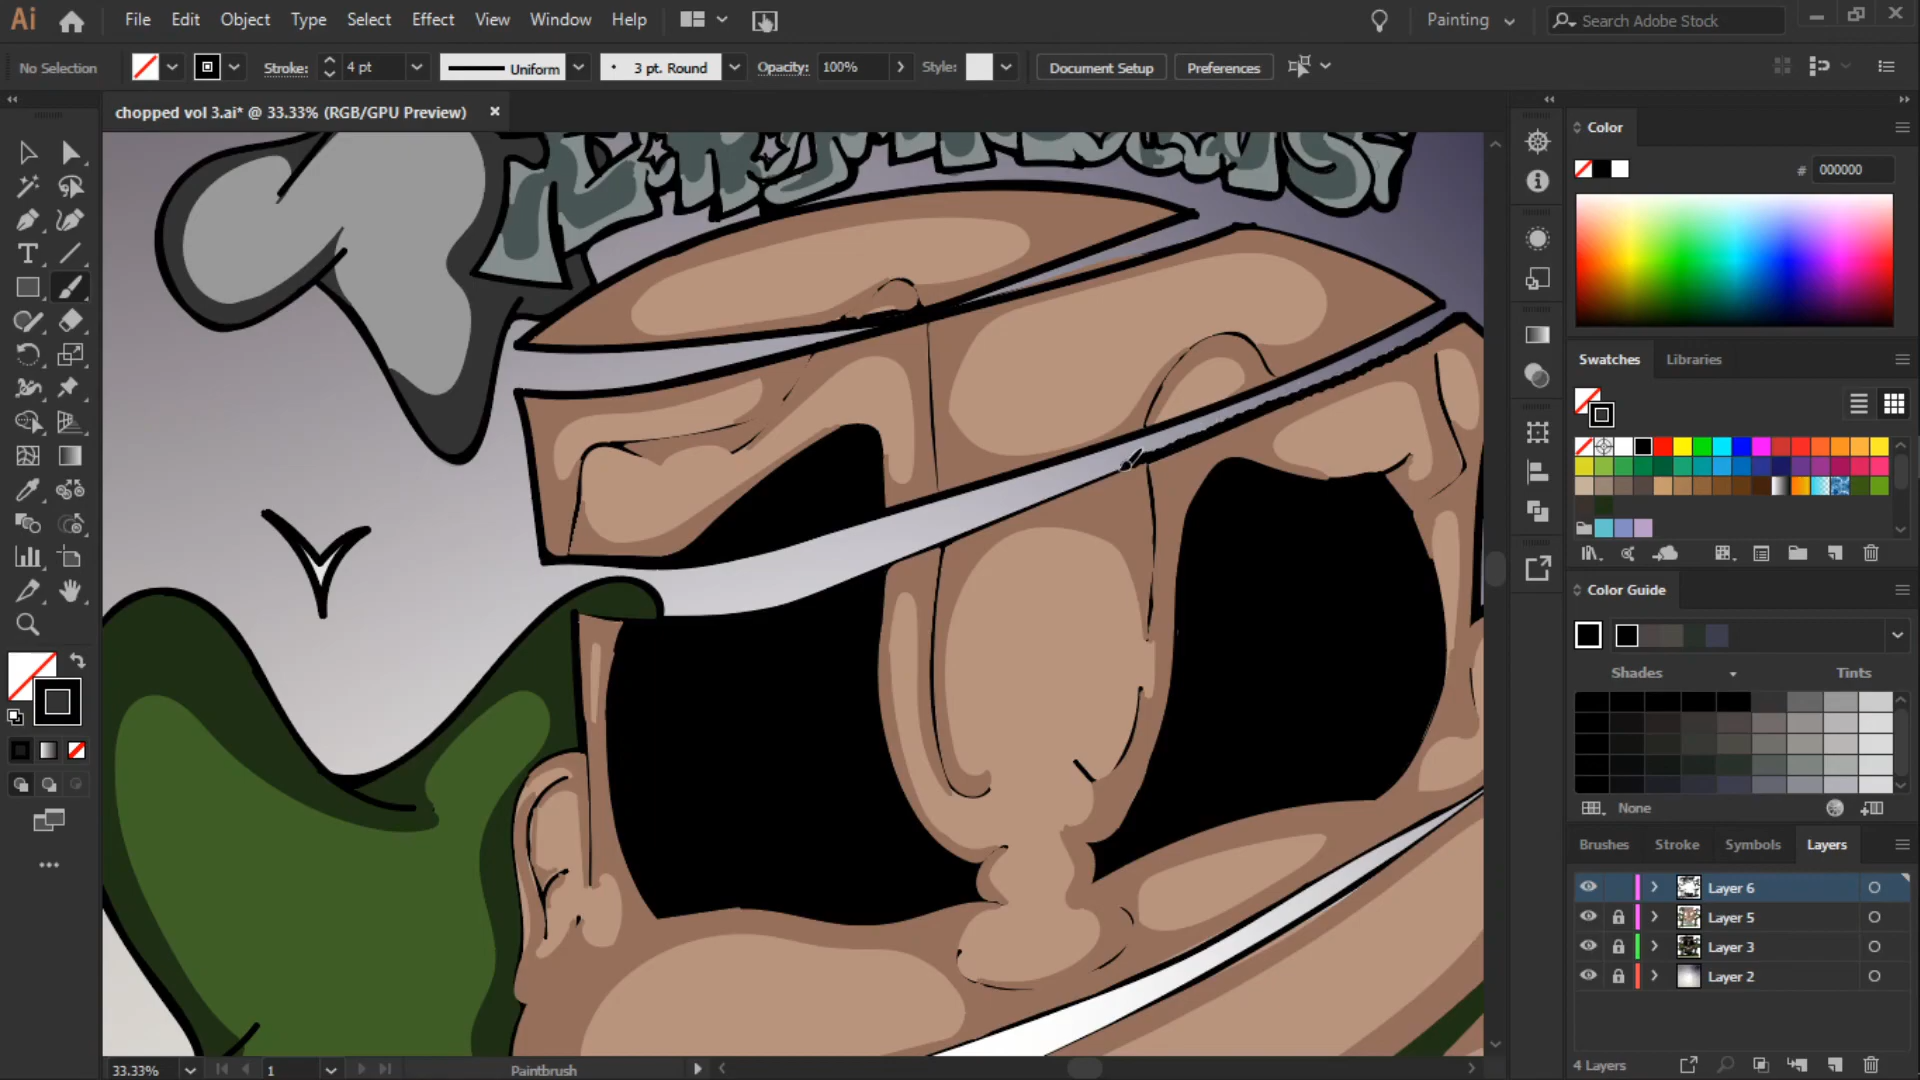 Ai File Edit Object Type Select Effect View Window Help Painting Search Adobe Stock
No Selection Stroke: 4 pt Uniform 3 pt. Round Opacity: 100% Style: Document Setup Preferences
chopped vol 3.ai* @ 33.33% (RGB/GPU Preview)
Color
# 000000
Swatches Libraries
Color Guide
Shades Tints
None
Brushes Stroke Symbols Layers
Layer 6
Layer 5
Layer 3
Layer 2
4 Layers
33.33% 1 Paintbrush